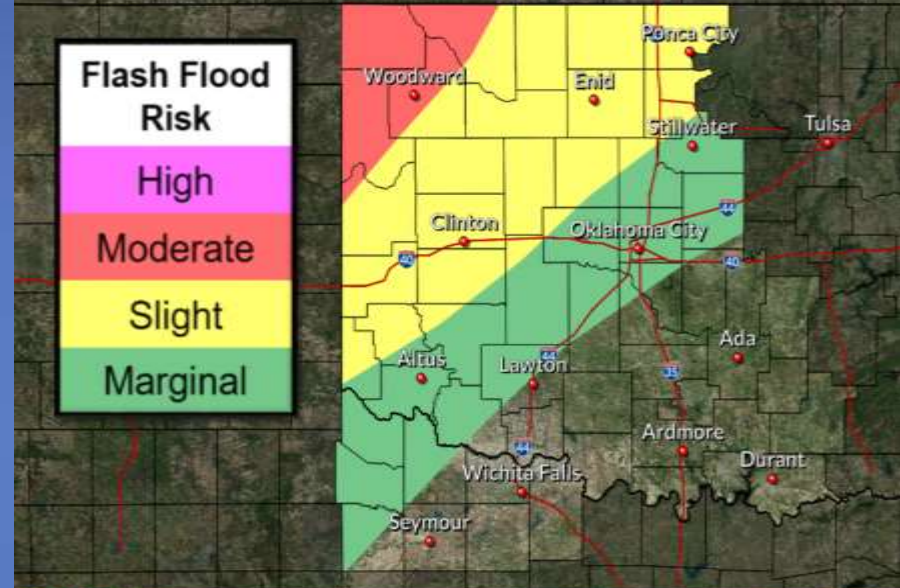 Flash Flood
Risk
High
Moderate
Slight
Marginal
Ponca City
Woodward
Enid
Stillwater
Tulsa
44
Clinton
Oklahoma City
40
40
Ada
Altus
44
Lawton
35
Ardmore
44
Durant
Wichita Falls
Seymour